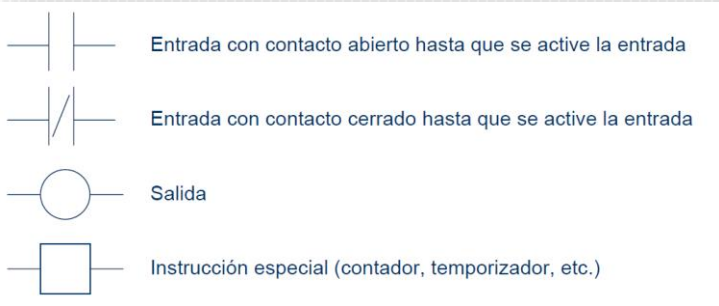 Entrada con contacto abierto hasta que se active la entrada
Entrada con contacto cerrado hasta que se active la entrada
Salida
Instrucción especial (contador, temporizador, etc.)